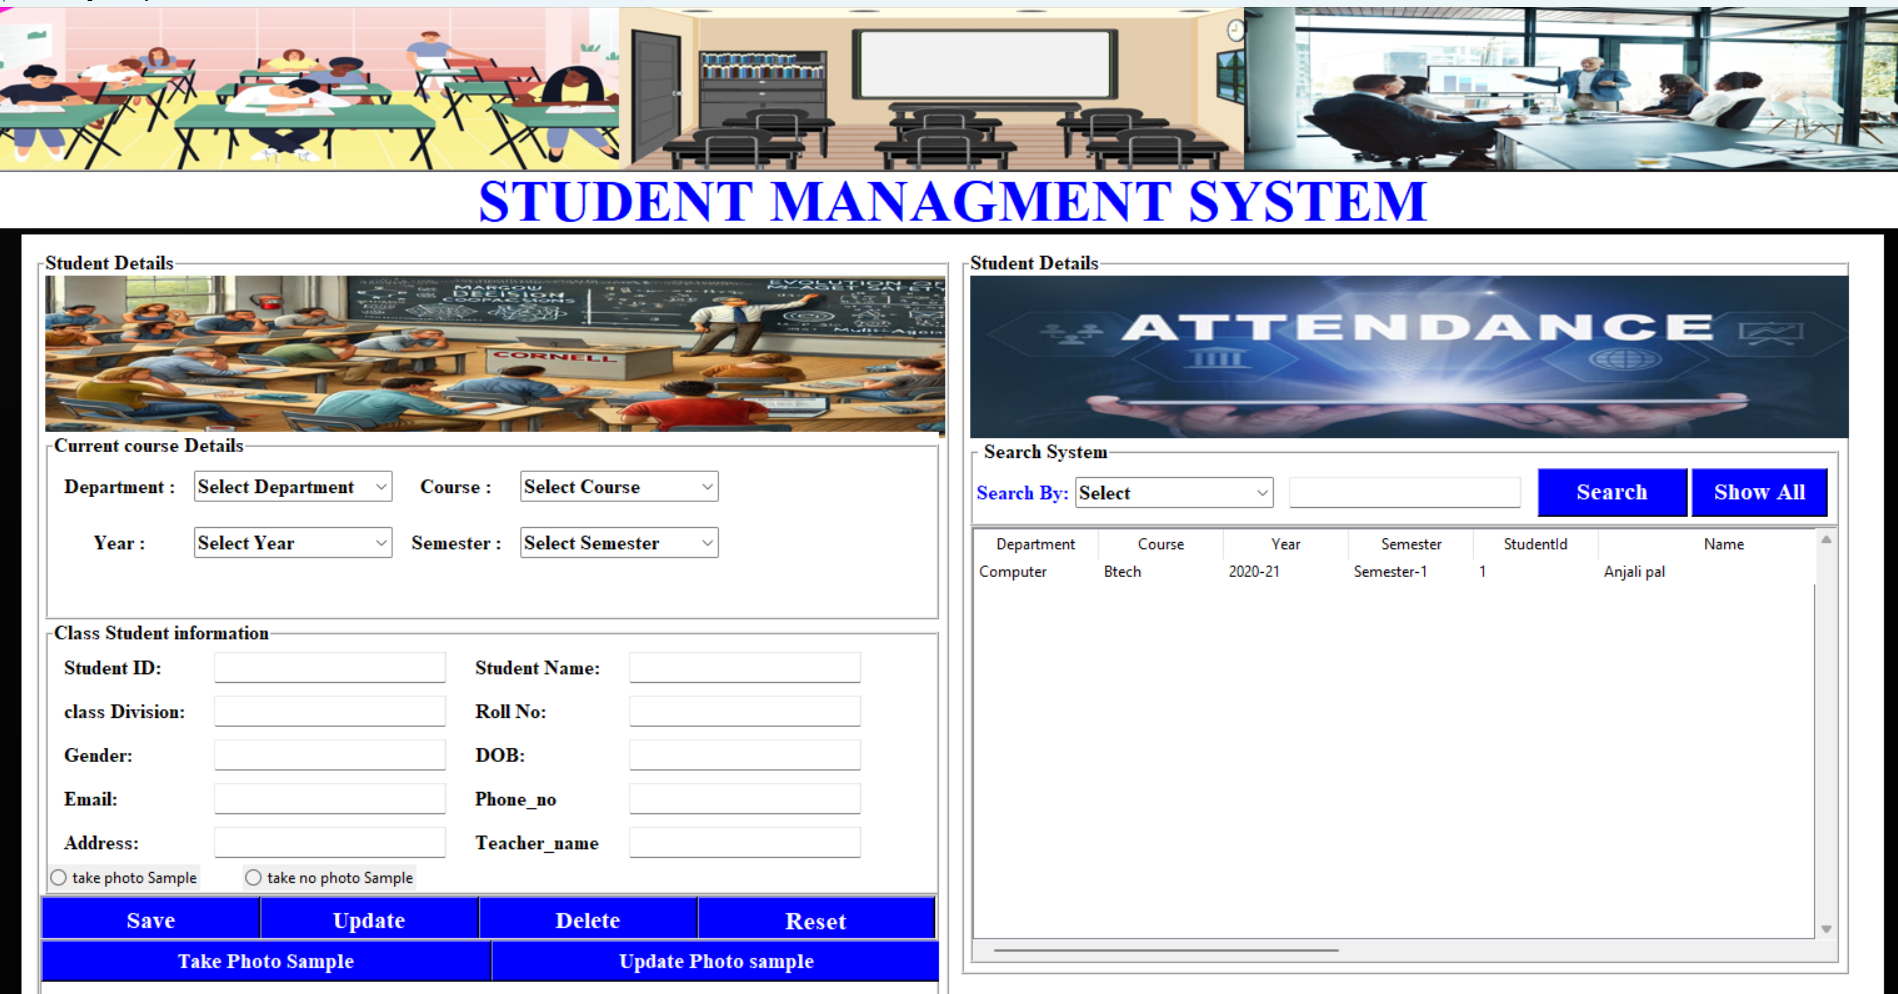 STUDENT MANAGMENT SYSTEM
Student Details
DECISION
CORNELL
Current course Details
Department : Select Department Course : Select Course
Year : Select Year Semester : Select Semester
Class Student information
Student ID: Student Name:
class Division: Roll No:
Gender: DOB:
Email: Phone_no
Address: Teacher_name
take photo Sample take no photo Sample
Save Update Delete Reset
Take Photo Sample Update Photo sample
Student Details
ATTENDANCE
Search System
Search By: Select Search Show All
Department Course Year Semester StudentId Name
Computer Btech 2020-21 Semester-1 1 Anjali pal